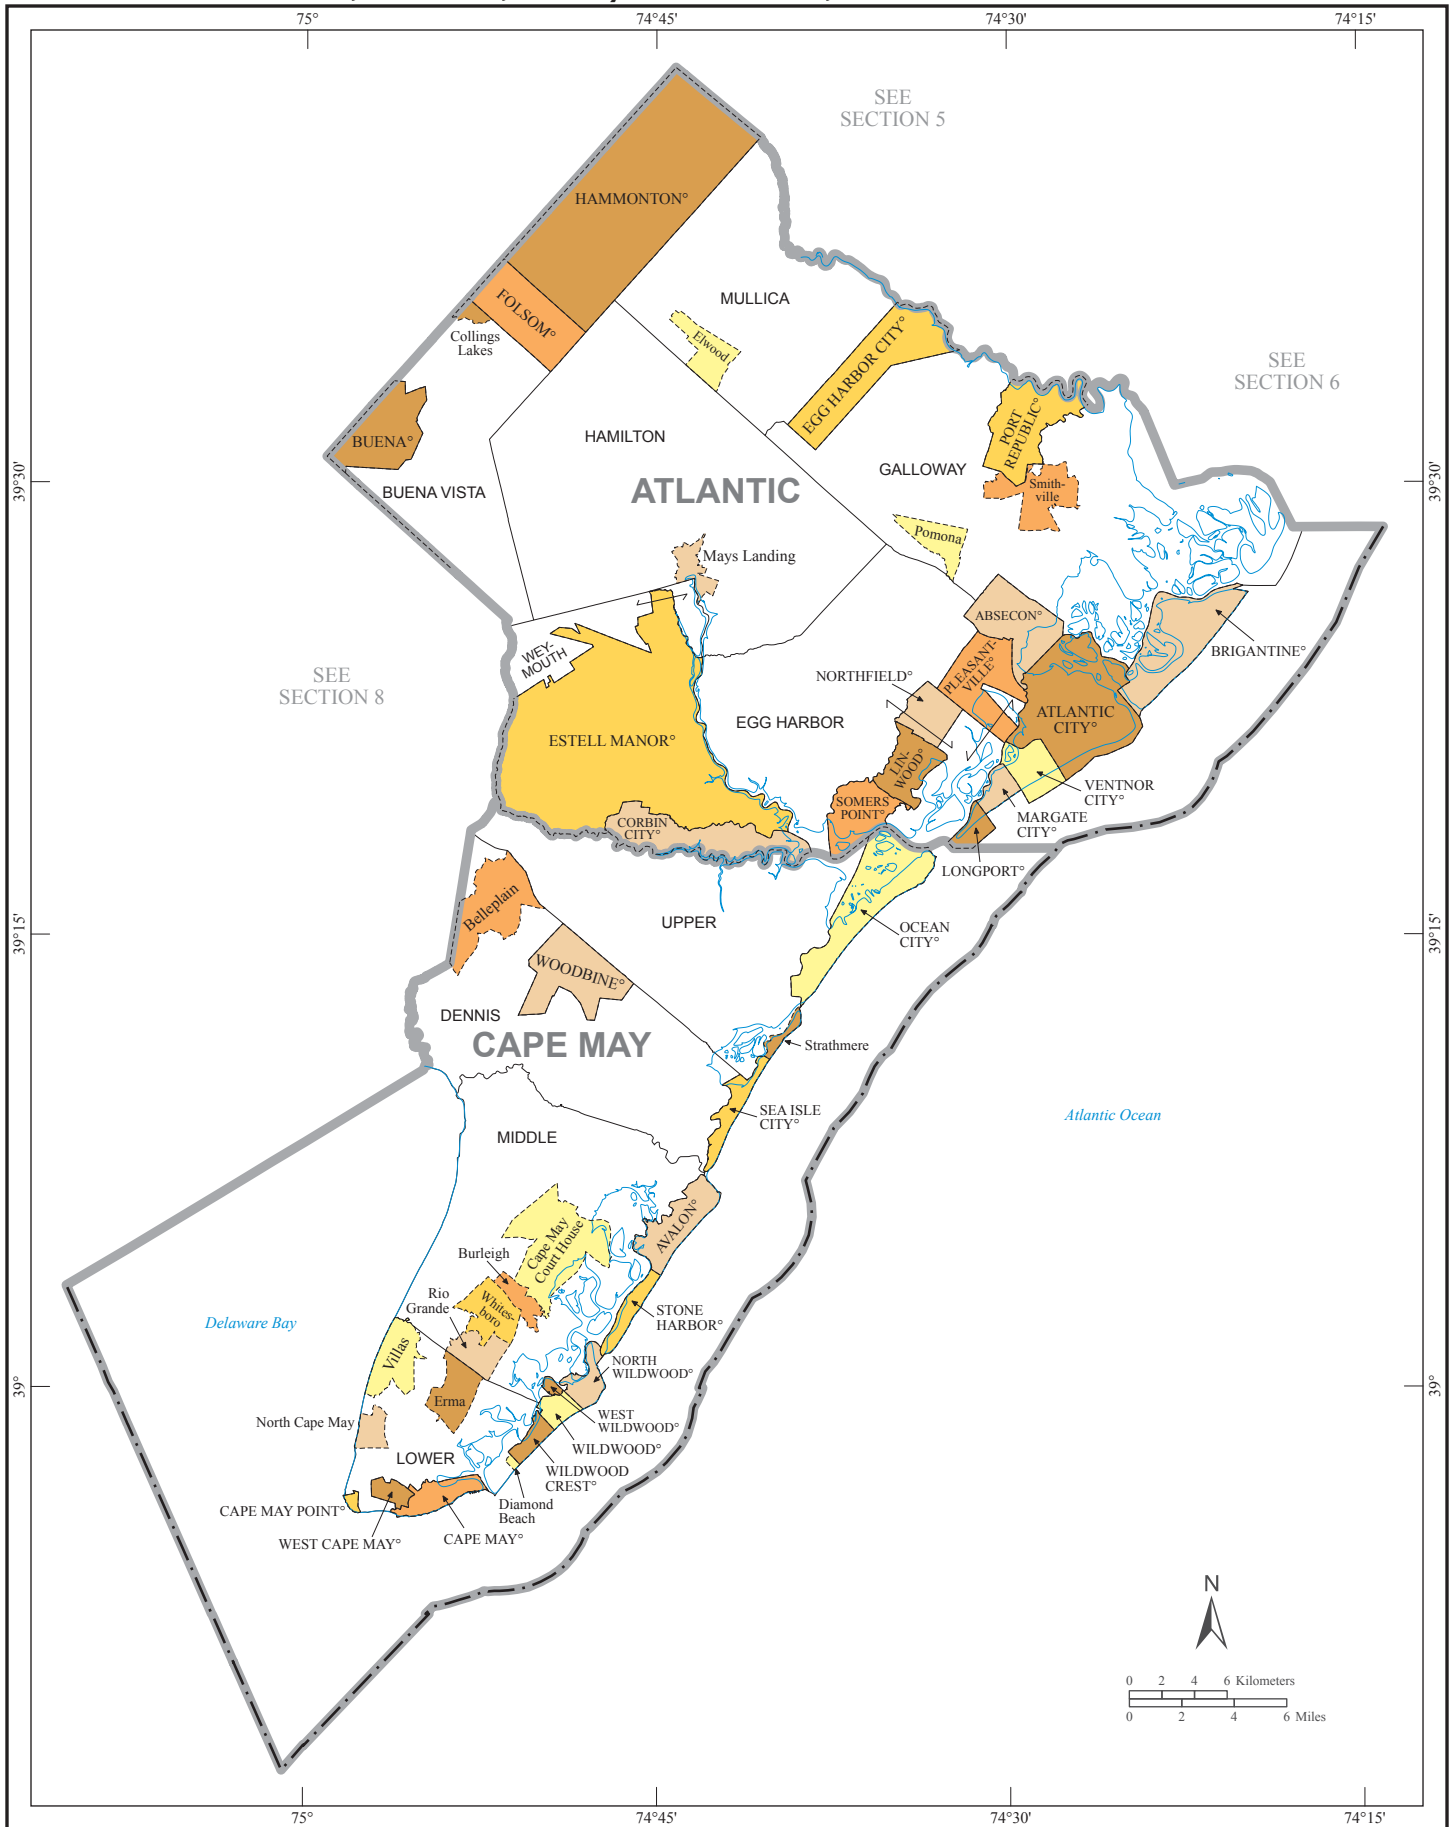 75°
74°45'
74°30'
74°15'
SEE
SECTION 5
HAMMONTON°
MULLICA
FOLSOM°
Collings
Lakes
Elwood
EGG HARBOR CITY°
SEE
SECTION 6
PORT
REPUBLIC°
BUENA°
HAMILTON
GALLOWAY
39°30'
39°30'
BUENA VISTA
ATLANTIC
Smith-
ville
Pomona
Mays Landing
ABSECON°
BRIGANTINE°
WEY-
MOUTH
SEE
SECTION 8
NORTHFIELD°
PLEASANT-
VILLE°
ATLANTIC
CITY°
EGG HARBOR
ESTELL MANOR°
LIN-
WOOD°
VENTNOR
CITY°
SOMERS
POINT°
MARGATE
CITY°
CORBIN
CITY°
LONGPORT°
Belleplain
UPPER
OCEAN
CITY°
39°15'
39°15'
WOODBINE°
DENNIS
CAPE MAY
Strathmere
SEA ISLE
CITY°
Atlantic Ocean
MIDDLE
AVALON°
Cape May
Court House
Burleigh
Rio
Grande
Whites-
boro
STONE
HARBOR°
Delaware Bay
Villas
NORTH
WILDWOOD°
39°
39°
Erma
WEST
WILDWOOD°
North Cape May
WILDWOOD°
LOWER
WILDWOOD
CREST°
Diamond
Beach
CAPE MAY POINT°
CAPE MAY°
WEST CAPE MAY°
N
0 2 4 6 Kilometers
0 2 4 6 Miles
75°
74°45'
74°30'
74°15'